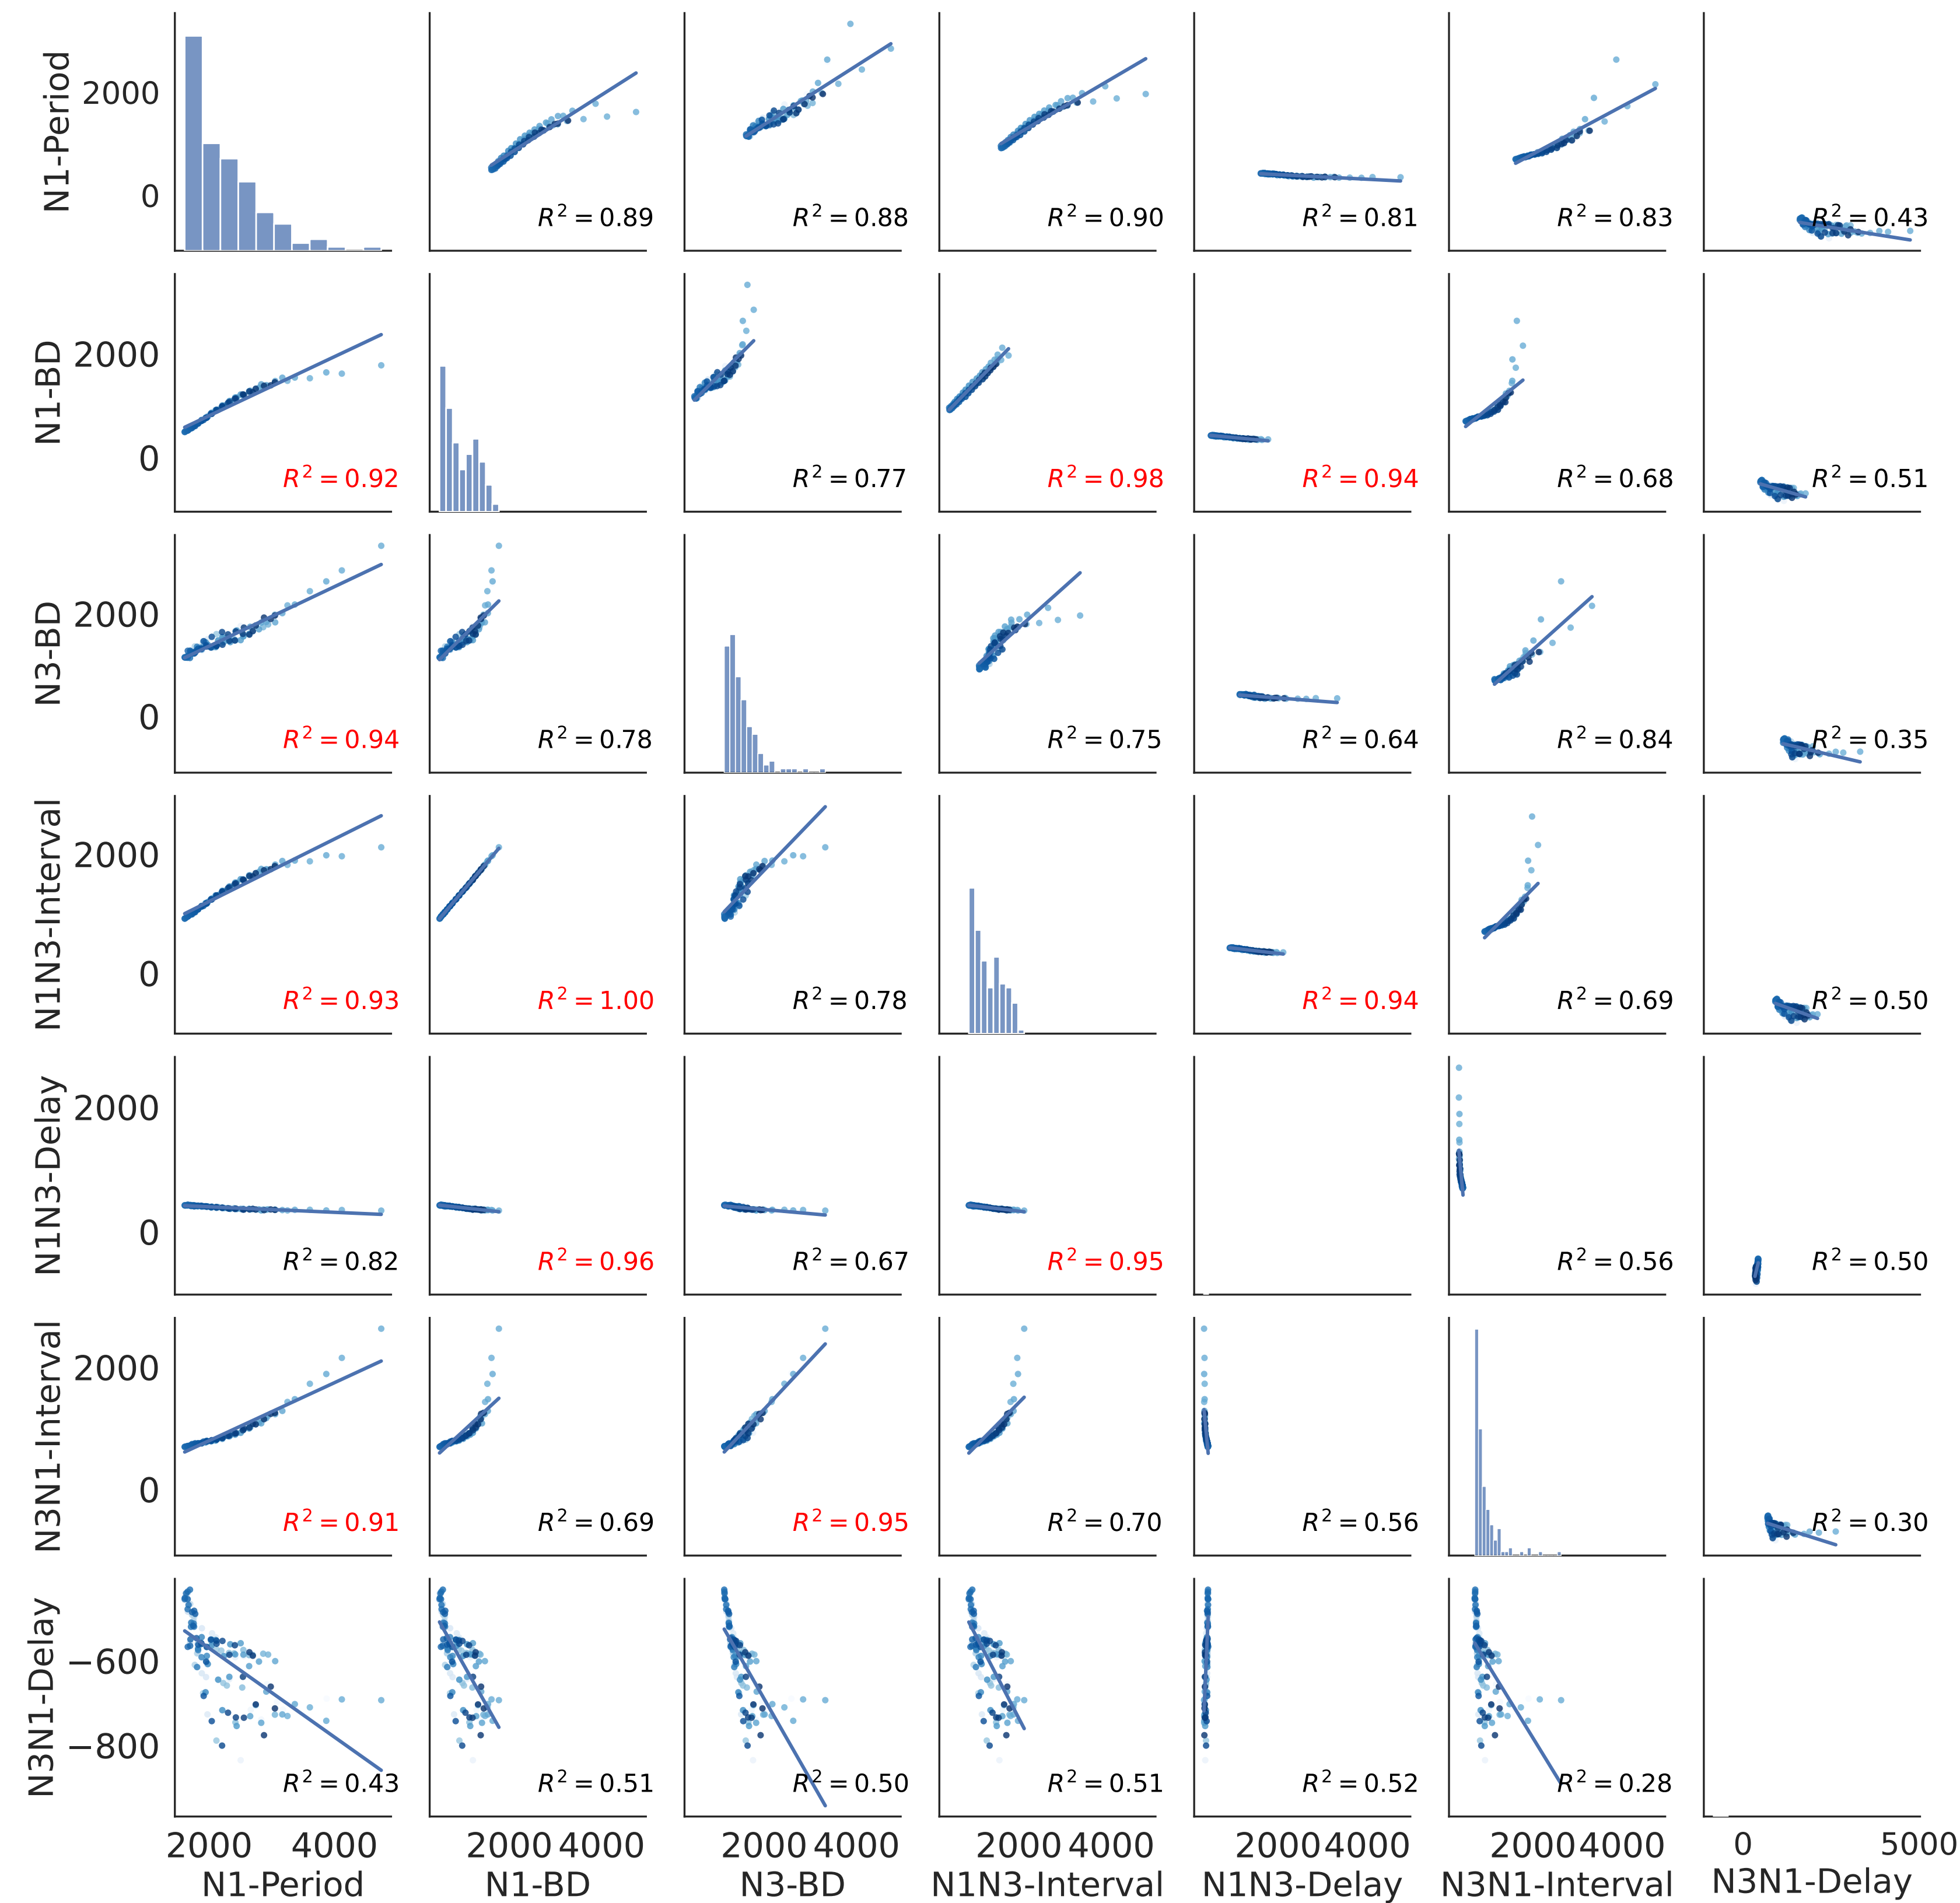 N1-Period
2000
0
R² = 0.89
R² = 0.88
R² = 0.90
R² = 0.81
R² = 0.83
R² = 0.43
N1-BD
2000
0
R² = 0.92
R² = 0.77
R² = 0.98
R² = 0.94
R² = 0.68
R² = 0.51
N3-BD
2000
0
R² = 0.94
R² = 0.78
R² = 0.75
R² = 0.64
R² = 0.84
R² = 0.35
N1N3-Interval
2000
0
R² = 0.93
R² = 1.00
R² = 0.78
R² = 0.94
R² = 0.69
R² = 0.50
N1N3-Delay
2000
0
R² = 0.82
R² = 0.96
R² = 0.67
R² = 0.95
R² = 0.56
R² = 0.50
N3N1-Interval
2000
0
R² = 0.91
R² = 0.69
R² = 0.95
R² = 0.70
R² = 0.56
R² = 0.30
N3N1-Delay
−600
−800
R² = 0.43
R² = 0.51
R² = 0.50
R² = 0.51
R² = 0.52
R² = 0.28
2000 4000
2000 4000
2000 4000
2000 4000
2000 4000
2000 4000
0 5000
N1-Period
N1-BD
N3-BD
N1N3-Interval
N1N3-Delay
N3N1-Interval
N3N1-Delay